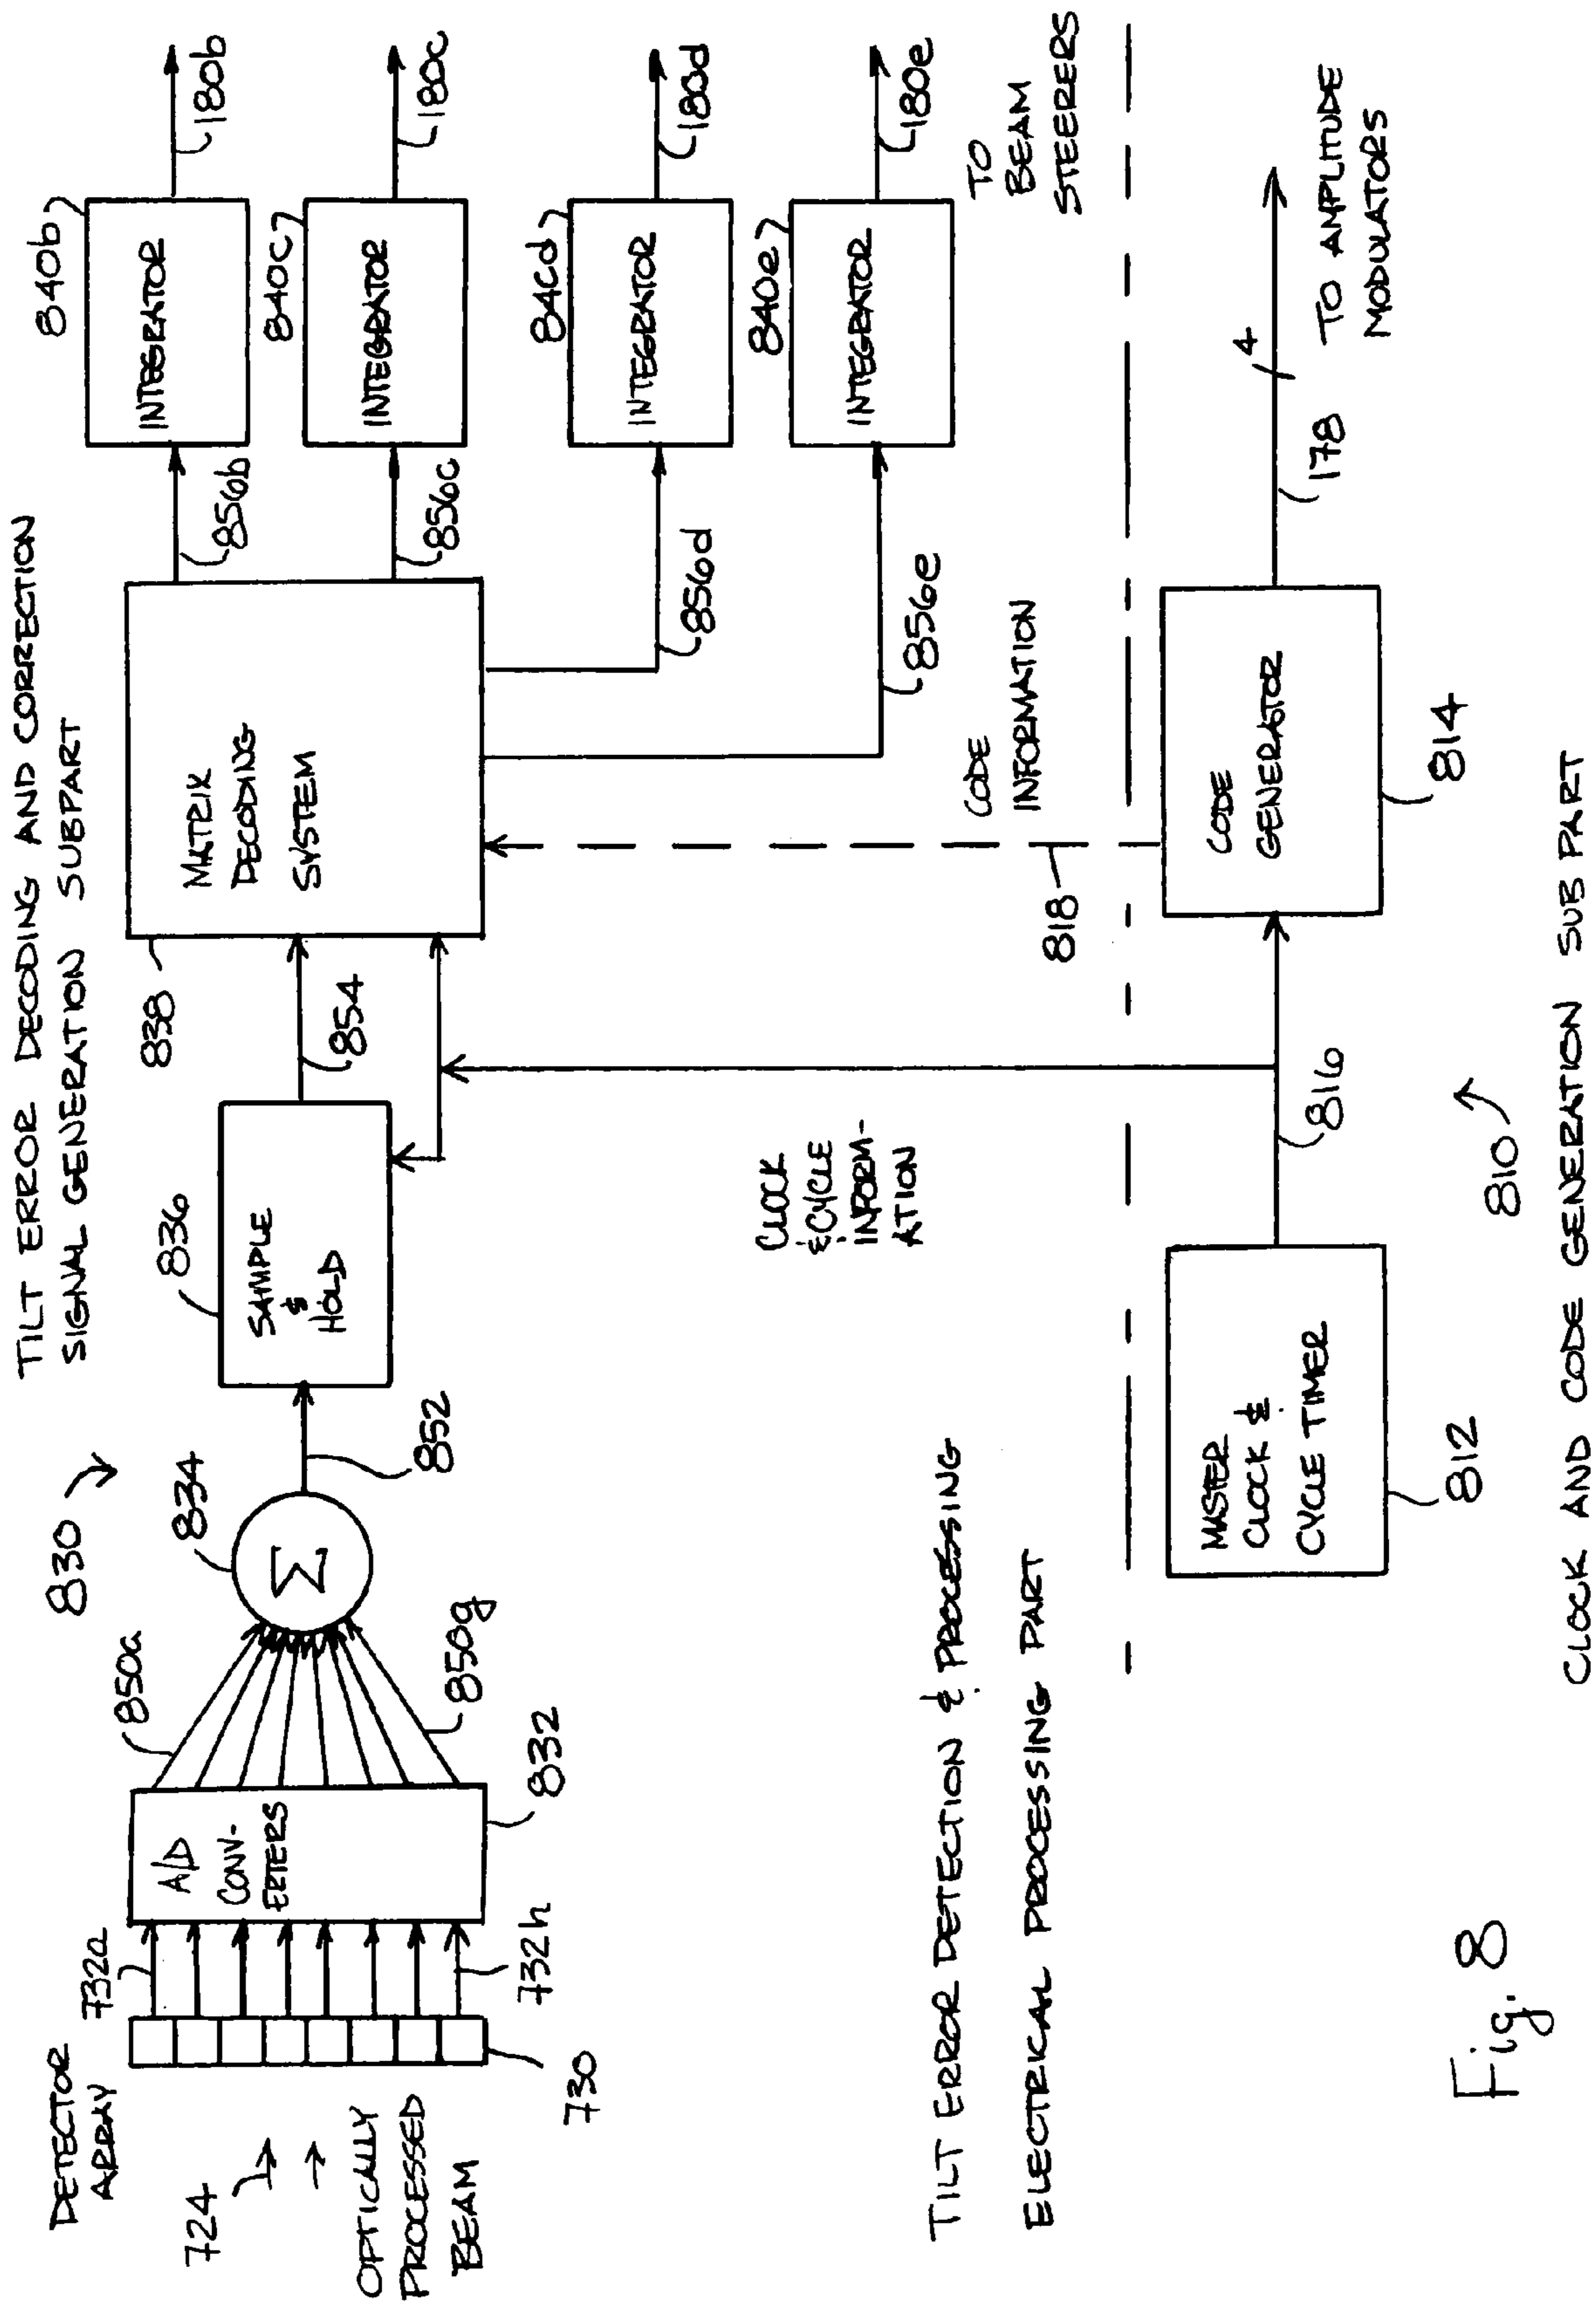 TILT ERROR DECODING AND CORRECTION
SIGNAL GENERATION SUBPART
830
DETECTOR
ARRAY
724
OPTICALLY
PROCESSED
BEAM
730
732a
732h
A/D
CONV-
ERTERS
832
850a
850g
834
Σ
852
836
SAMPLE
&
HOLD
854
838
MATRIX
DECODING
SYSTEM
856b
856c
856d
856e
840b
INTEGRATOR
180b
840c
INTEGRATOR
180c
840d
INTEGRATOR
180d
840e
INTEGRATOR
180e
TO
BEAM
STEERERS
CLOCK
& CYCLE
INFORM-
ATION
CODE
INFORMATION
818
TILT ERROR DETECTION & PROCESSING
ELECTRICAL PROCESSING PART
MASTER
CLOCK &
CYCLE TIMER
812
816
810
CODE
GENERATOR
814
178
4
TO AMPLITUDE
MODULATORS
CLOCK AND CODE GENERATION SUB PART
Fig. 8